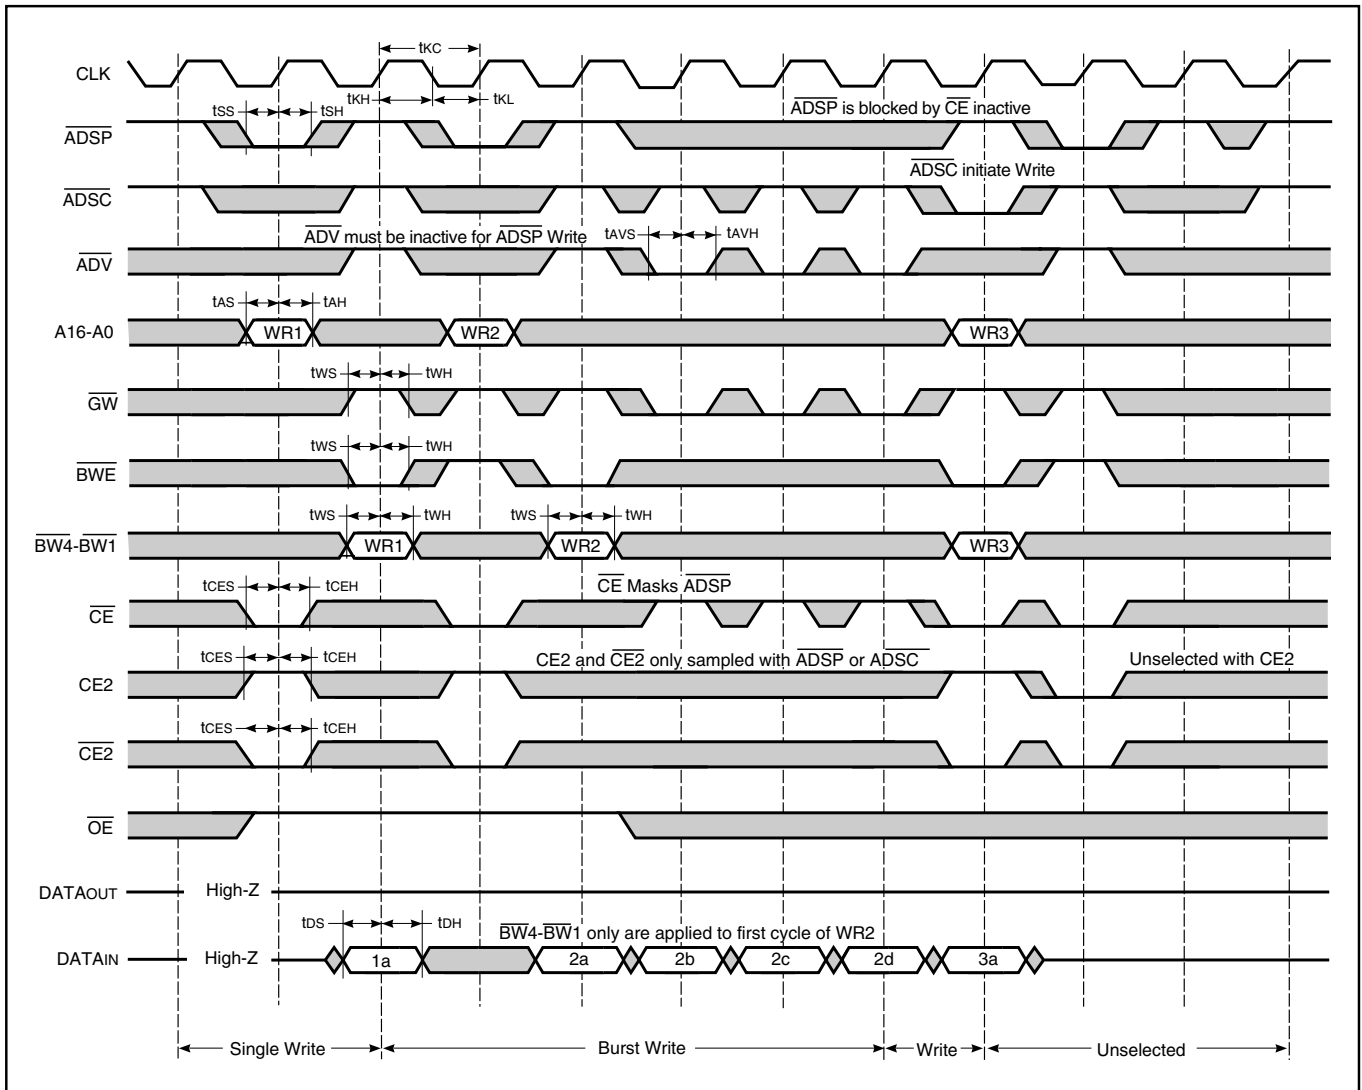 tKC
CLK
tKH tKL
tSS tSH ADSP is blocked by CE inactive
ADSP
ADSC initiate Write
ADSC
ADV must be inactive for ADSP Write tAVS tAVH
ADV
tAS tAH
A16-A0 WR1 WR2 WR3
tWS tWH
GW
tWS tWH
BWE
tWS tWH tWS tWH
BW4-BW1 WR1 WR2 WR3
tCES tCEH CE Masks ADSP
CE
tCES tCEH CE2 and CE2 only sampled with ADSP or ADSC Unselected with CE2
CE2
tCES tCEH
CE2
OE
DATAOUT High-Z
tDS tDH BW4-BW1 only are applied to first cycle of WR2
DATAIN High-Z 1a 2a 2b 2c 2d 3a
Single Write Burst Write Write Unselected